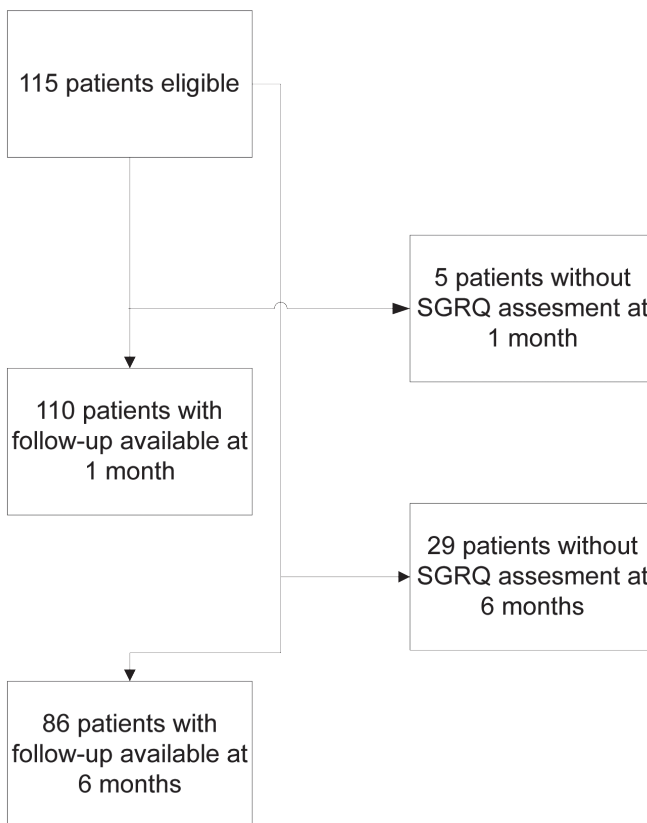 115 patients eligible
5 patients without
SGRQ assesment at
1 month
110 patients with
follow-up available at
1 month
29 patients without
SGRQ assesment at
6 months
86 patients with
follow-up available at
6 months